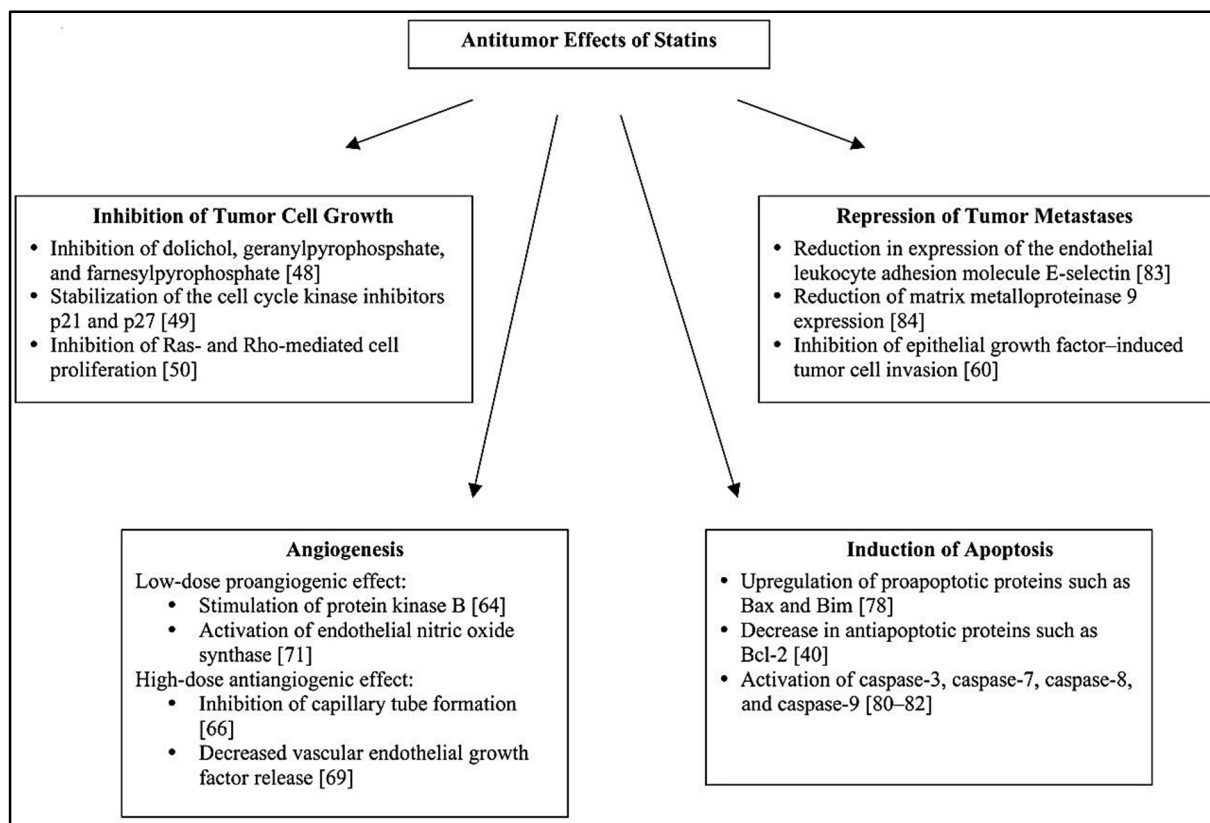 Antitumor Effects of Statins
Inhibition of Tumor Cell Growth
• Inhibition of dolichol, geranylpyrophospshate,
and farnesylpyrophosphate [48]
• Stabilization of the cell cycle kinase inhibitors
p21 and p27 [49]
• Inhibition of Ras- and Rho-mediated cell
proliferation [50]
Repression of Tumor Metastases
• Reduction in expression of the endothelial
leukocyte adhesion molecule E-selectin [83]
• Reduction of matrix metalloproteinase 9
expression [84]
• Inhibition of epithelial growth factor–induced
tumor cell invasion [60]
Angiogenesis
Low-dose proangiogenic effect:
• Stimulation of protein kinase B [64]
• Activation of endothelial nitric oxide
synthase [71]
High-dose antiangiogenic effect:
• Inhibition of capillary tube formation
[66]
• Decreased vascular endothelial growth
factor release [69]
Induction of Apoptosis
• Upregulation of proapoptotic proteins such as
Bax and Bim [78]
• Decrease in antiapoptotic proteins such as
Bcl-2 [40]
• Activation of caspase-3, caspase-7, caspase-8,
and caspase-9 [80–82]